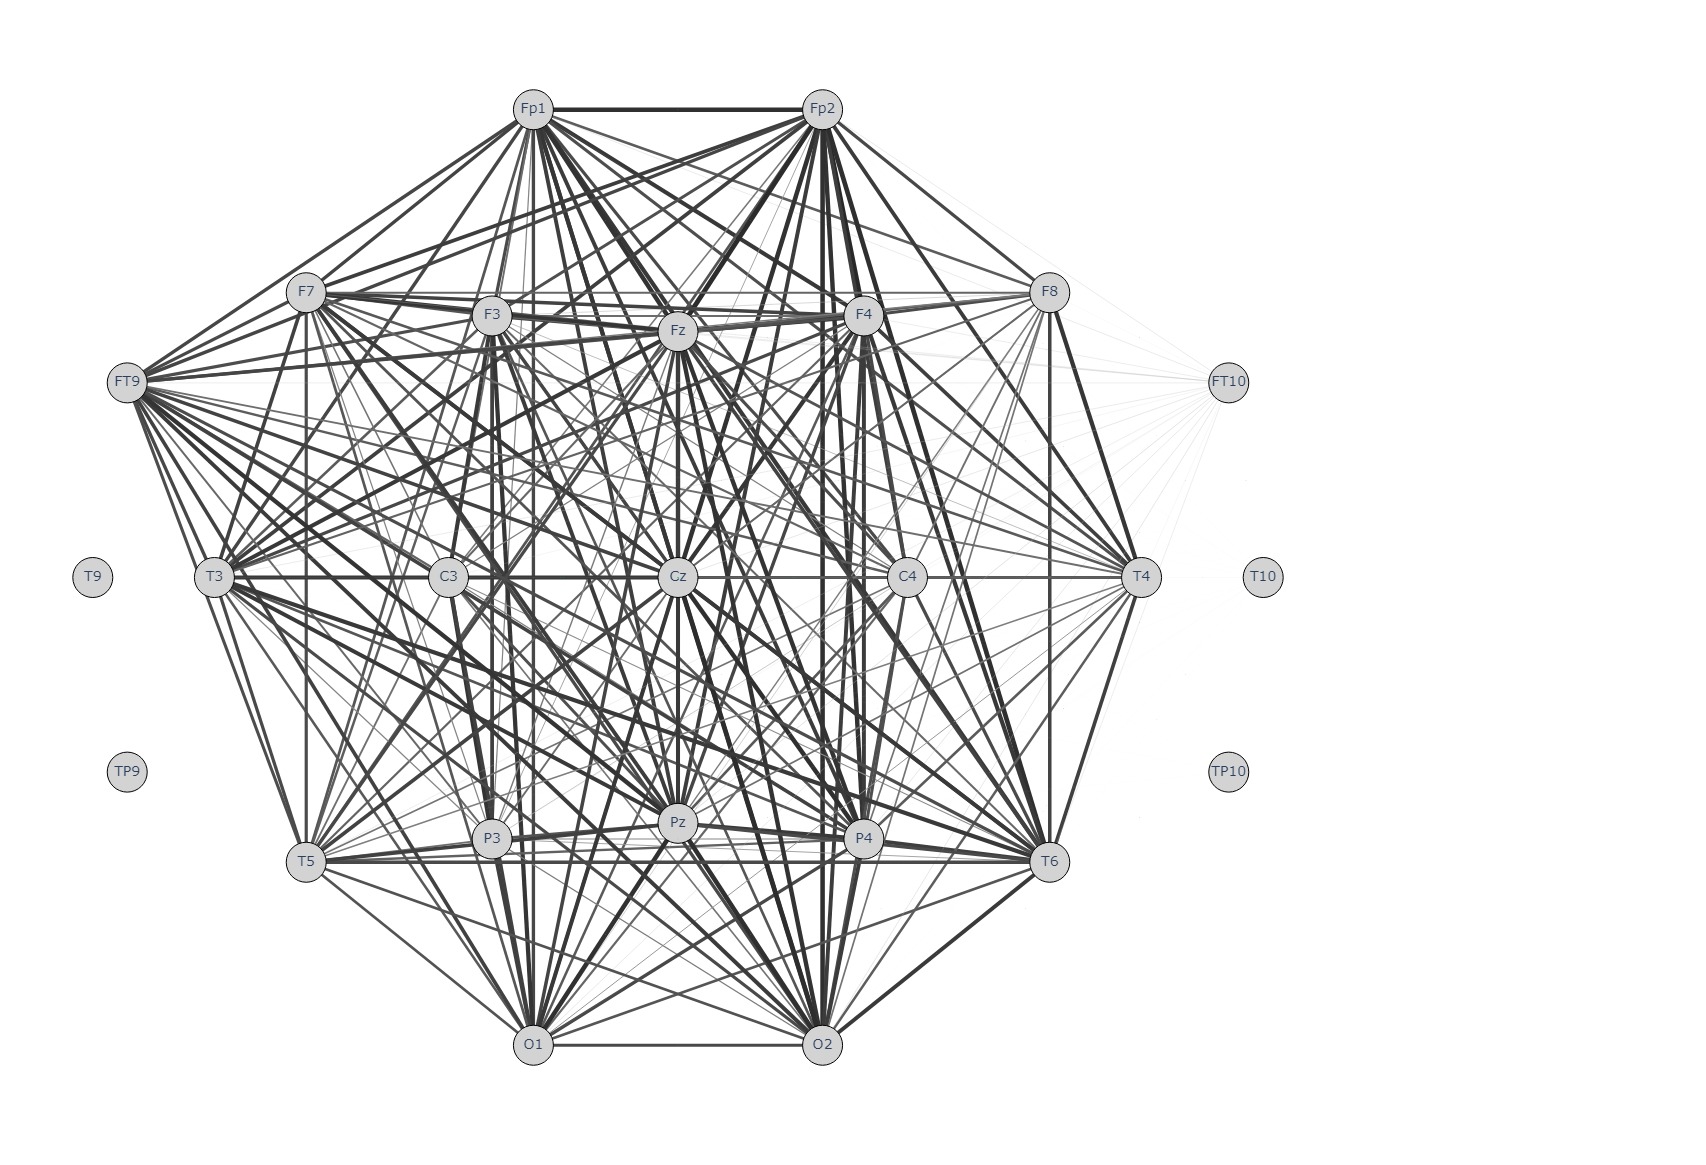 Fp1 Fp2
F7 F3 Fz F4 F8
FT9 FT10
T9 T3 C3 Cz C4 T4 T10
TP9 TP10
T5 P3 Pz P4 T6
O1 O2